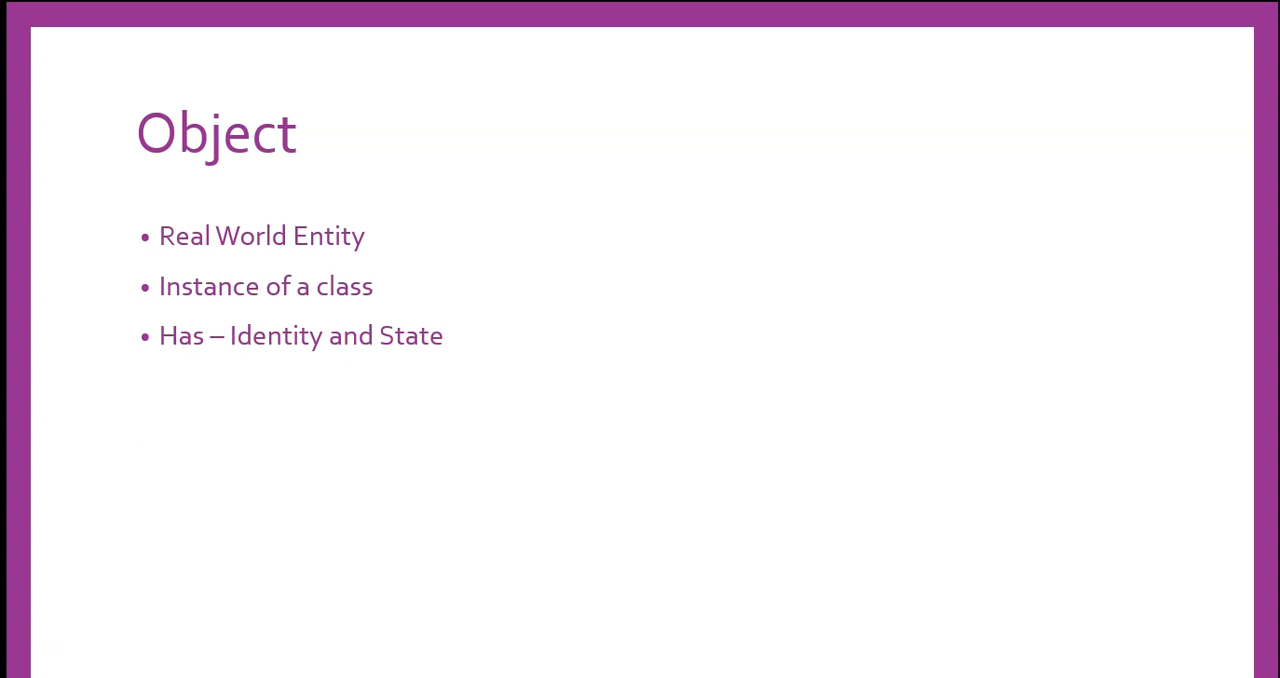 Object
• Real World Entity
• Instance of a class
• Has – Identity and State